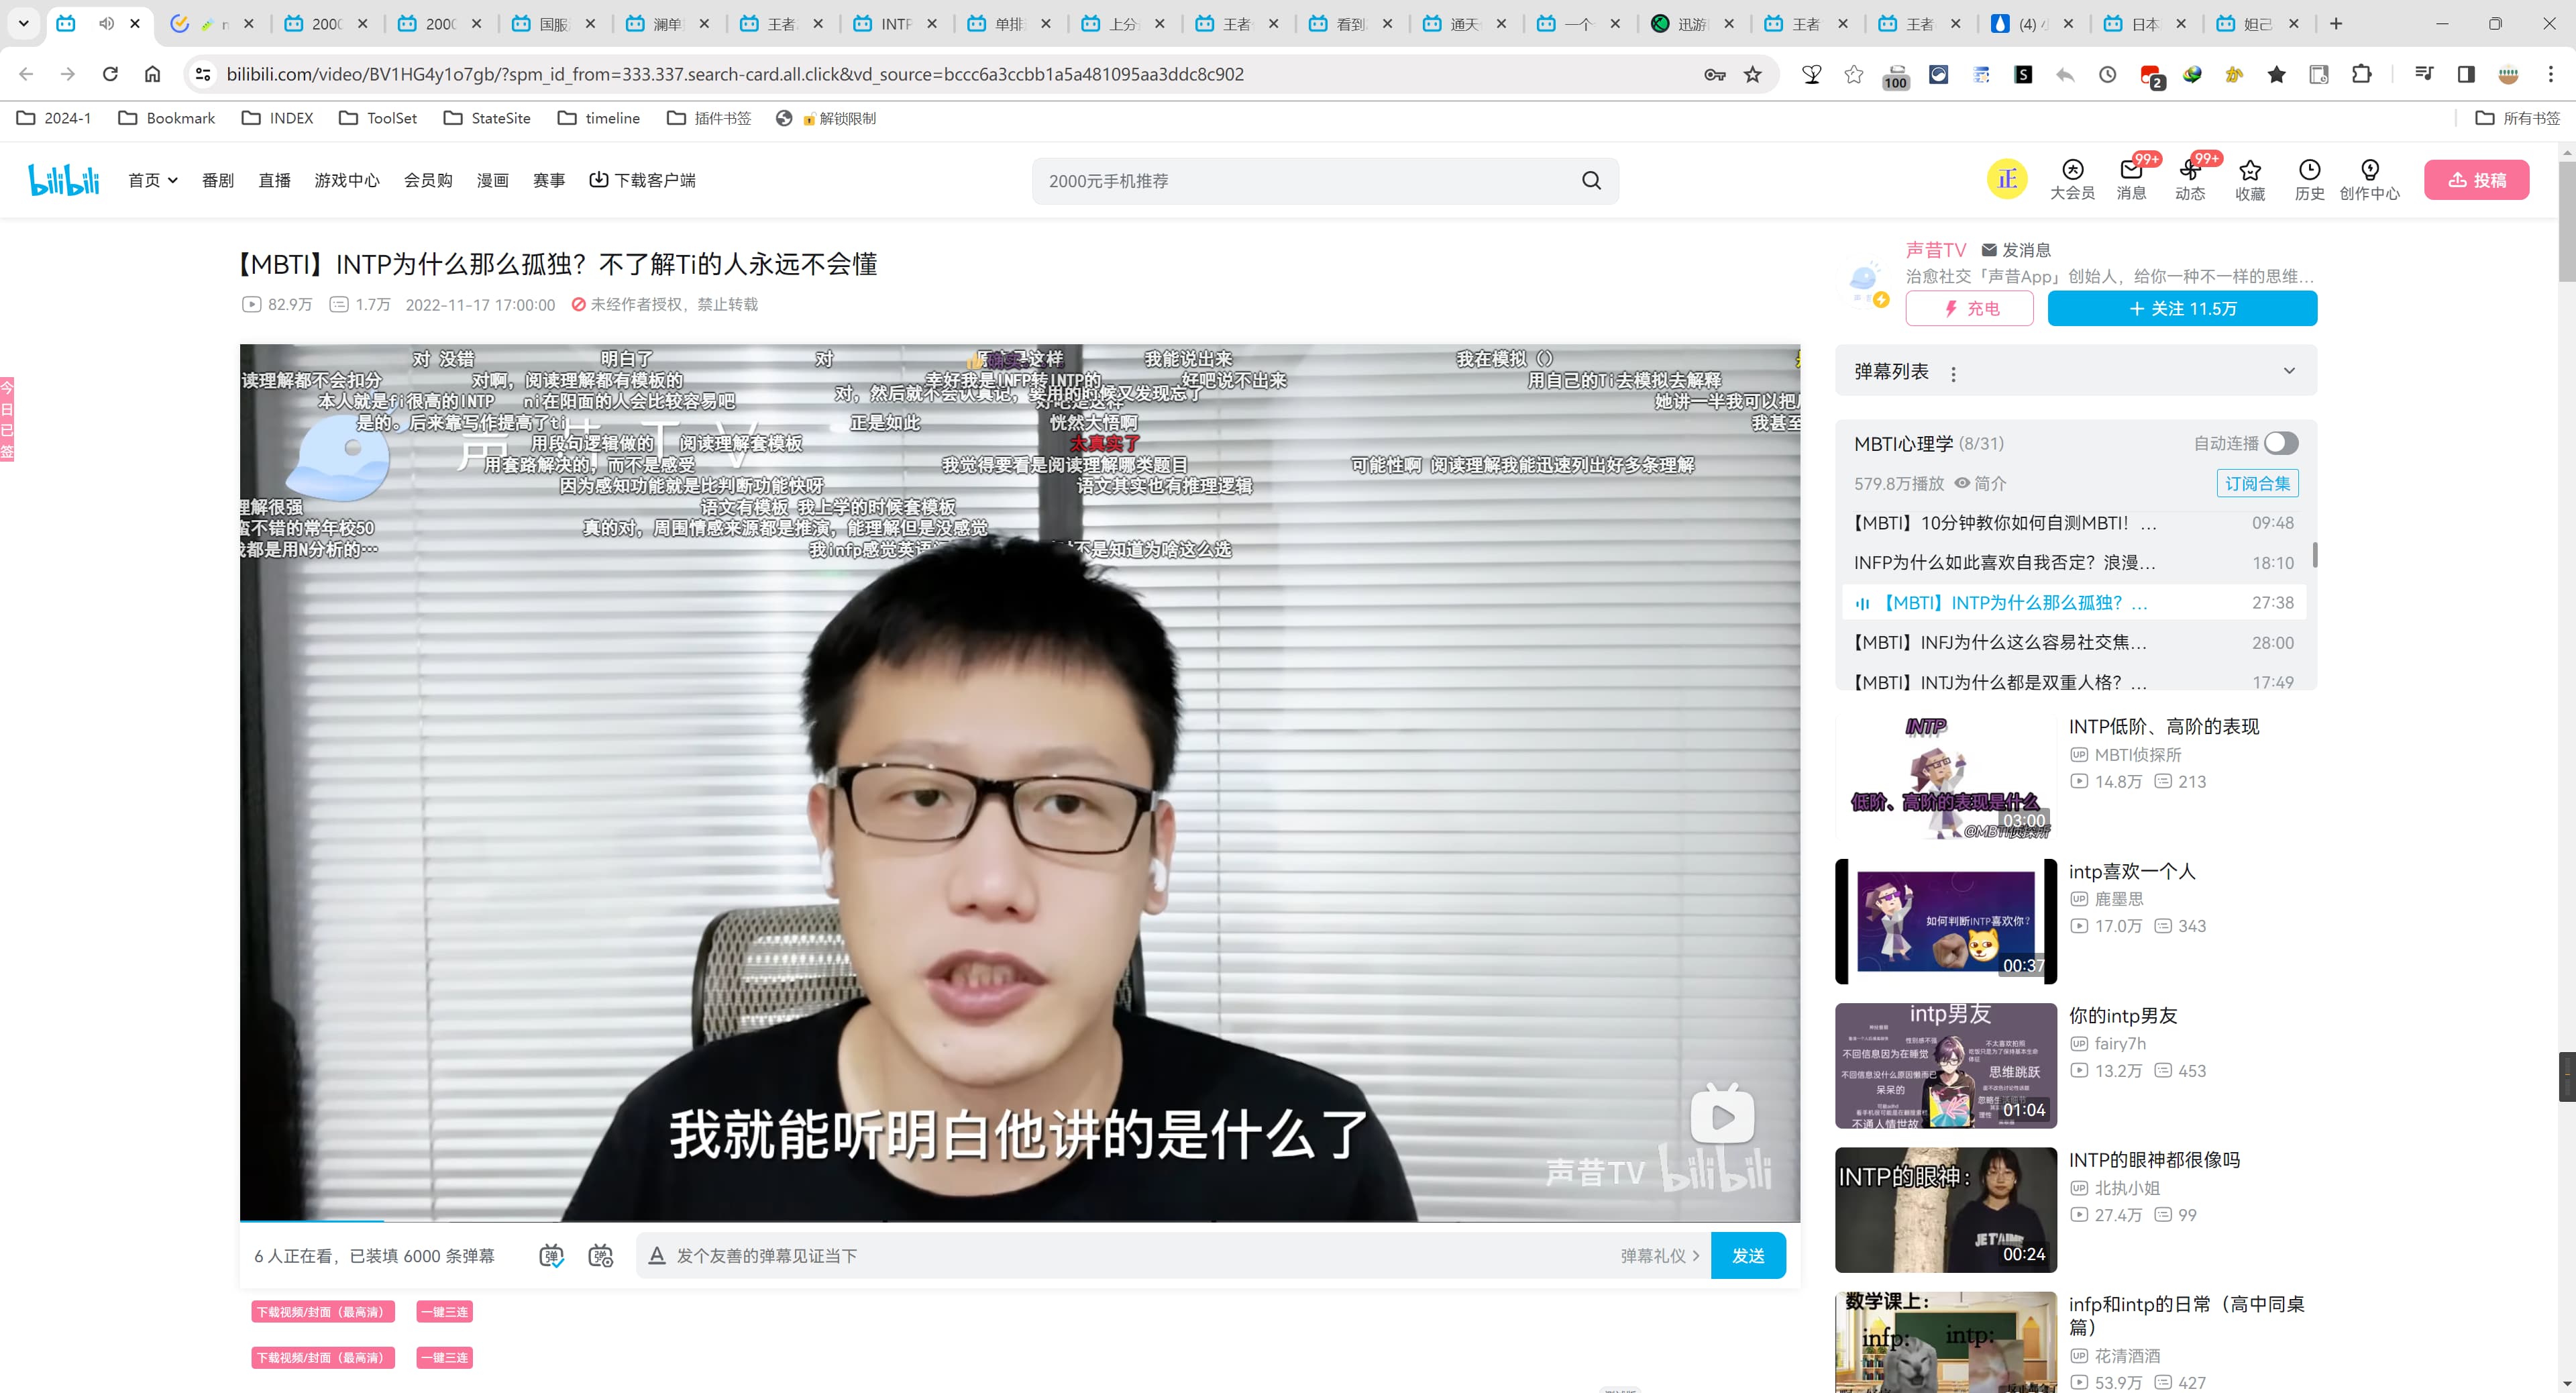 2000
2000
国服
澜单
王者
INTP
单排
上分
王者
看到
通天
一个
迅游
王者
王者
(4)
日本
妲己
bilibili.com/video/BV1HG4y1o7gb/?spm_id_from=333.337.search-card.all.click&vd_source=bccc6a3ccbb1a5a481095aa3ddc8c902
100
2
2024-1
Bookmark
INDEX
ToolSet
StateSite
timeline
插件书签
解锁限制
所有书签
bilibili
首页
番剧
直播
游戏中心
会员购
漫画
赛事
下载客户端
2000元手机推荐
正
大会员
99+
消息
99+
动态
收藏
历史
创作中心
投稿
今日已签
【MBTI】INTP为什么那么孤独？不了解Ti的人永远不会懂
82.9万 1.7万 2022-11-17 17:00:00 未经作者授权，禁止转载
对 没错
明白了
对
我能说出来
我在模拟（）
读理解都不会扣分
对啊，阅读理解都有模板的
幸好我是INFP转INTP的
好吧说不出来
用自己的Ti去模拟去解释
本人就是fi很高的INTP
ni在阳面的人会比较容易吧
对，然后就不会认真记，要用的时候又发现忘了
她讲一半我可以把
是的。后来靠写作提高了ti
正是如此
恍然大悟啊
我甚至
用段句逻辑做的
阅读理解套模板
太真实了
用套路解决的，而不是感受
我觉得要看是阅读理解哪类题目
可能性啊 阅读理解我能迅速列出好多条理解
因为感知功能就是比判断功能快呀
语文其实也有推理逻辑
理解很强
语文有模板 我上学的时候套模板
蛮不错的常年校50
真的对，周围情感来源都是推演，能理解但是没感觉
我都是用N分析的…
我infp感觉英语
不是知道为啥这么选
我就能听明白他讲的是什么了
声昔TV bilibili
6 人正在看，已装填 6000 条弹幕
发个友善的弹幕见证当下
弹幕礼仪
发送
下载视频/封面（最高清）
一键三连
下载视频/封面（最高清）
一键三连
声昔TV 发消息
治愈社交「声昔App」创始人，给你一种不一样的思维…
充电
+ 关注 11.5万
弹幕列表
MBTI心理学 (8/31)
自动连播
579.8万播放 简介
订阅合集
【MBTI】10分钟教你如何自测MBTI！… 09:48
INFP为什么如此喜欢自我否定？浪漫… 18:10
【MBTI】INTP为什么那么孤独？… 27:38
【MBTI】INFJ为什么这么容易社交焦… 28:00
【MBTI】INTJ为什么都是双重人格？… 17:49
INTP
低阶、高阶的表现是什么
03:00
@MBTI侦探所
INTP低阶、高阶的表现
MBTI侦探所
14.8万 213
如何判断INTP喜欢你？
00:37
intp喜欢一个人
鹿墨思
17.0万 343
intp男友
不回信息因为在睡觉
思维跳跃
呆呆的
不通人情世故
01:04
你的intp男友
fairy7h
13.2万 453
INTP的眼神：
00:24
INTP的眼神都很像吗
北执小姐
27.4万 99
数学课上：
infp:
intp:
infp和intp的日常（高中同桌
篇）
花清酒酒
53.9万 427